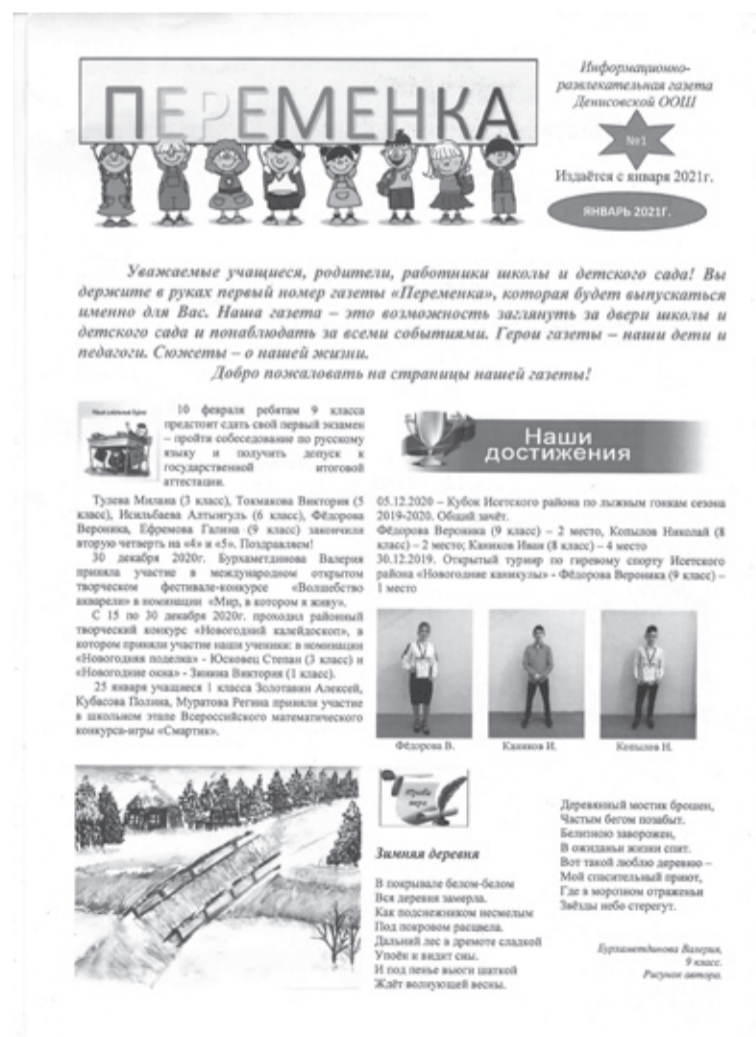 ПЕРЕМЕНКА
Информационно-
развлекательная газета
Денисовской ООШ
№1
Издаётся с января 2021г.
ЯНВАРЬ 2021Г.
Уважаемые учащиеся, родители, работники школы и детского сада! Вы
держите в руках первый номер газеты «Переменка», которая будет выпускаться
именно для Вас. Наша газета – это возможность заглянуть за двери школы и
детского сада и понаблюдать за всеми событиями. Герои газеты – наши дети и
педагоги. Сюжеты – о нашей жизни.
Добро пожаловать на страницы нашей газеты!
10 февраля ребятам 9 класса
предстоит сдать свой первый экзамен
– пройти собеседование по русскому
языку и получить допуск к
государственной итоговой
аттестации.
Тулева Милана (3 класс), Токмакова Виктория (5
класс), Исильбаева Алтынгуль (6 класс), Фёдорова
Вероника, Ефремова Галина (9 класс) закончили
вторую четверть на «4» и «5». Поздравляем!
30 декабря 2020г. Бурхаметдинова Валерия
приняла участие в международном открытом
творческом фестивале-конкурсе «Волшебство
акварели» в номинации «Мир, в котором я живу».
С 15 по 30 декабря 2020г. проходил районный
творческий конкурс «Новогодний калейдоскоп», в
котором приняли участие наши ученики: в номинации
«Новогодняя поделка» - Юсковец Степан (3 класс) и
«Новогодние окна» - Зинина Виктория (1 класс).
25 января учащиеся 1 класса Золотавин Алексей,
Кубасова Полина, Муратова Регина приняли участие
в школьном этапе Всероссийского математического
конкурса-игры «Смартик».
Наши
достижения
05.12.2020 – Кубок Исетского района по лыжным гонкам сезона
2019-2020. Общий зачёт.
Фёдорова Вероника (9 класс) – 2 место, Копылов Николай (8
класс) – 2 место; Каников Иван (8 класс) – 4 место
30.12.2019. Открытый турнир по гиревому спорту Исетского
района «Новогодние каникулы» - Фёдорова Вероника (9 класс) –
1 место
Фёдорова В.
Каников И.
Копылов Н.
Проба
пера
Зимняя деревня
В покрывале белом-белом
Вся деревня замерла.
Как подснежником несмелым
Под покровом расцвела.
Дальний лес в дремоте сладкой
Упоён и видит сны.
И под пенье вьюги шаткой
Ждёт волнующей весны.
Деревянный мостик брошен,
Частым бегом позабыт.
Белизною заворожен,
В ожиданьи жизни спит.
Вот такой люблю деревню –
Мой спасительный приют,
Где в морозном отраженьи
Звёзды небо стерегут.
Бурхаметдинова Валерия,
9 класс.
Рисунок автора.